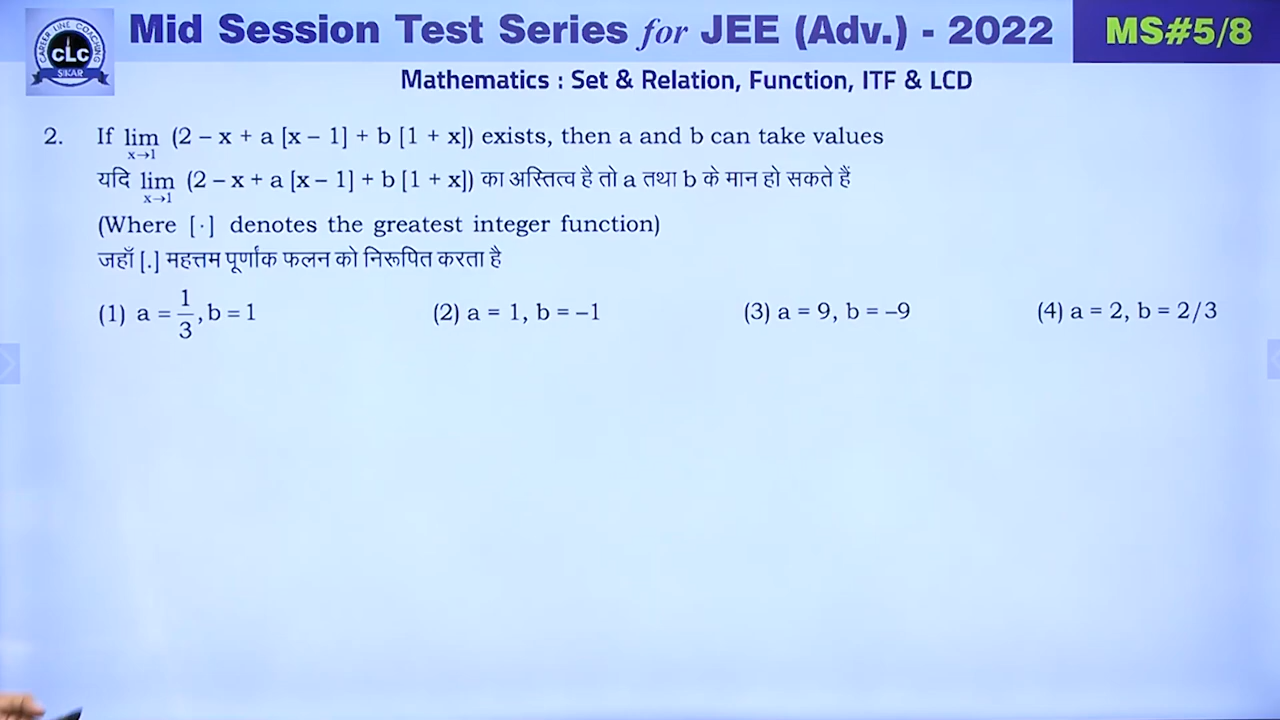 CAREER LINE COACHING
CLC
SIKAR
Mid Session Test Series for JEE (Adv.) - 2022
MS#5/8
Mathematics : Set & Relation, Function, ITF & LCD
2. If lim x→1 (2 – x + a [x – 1] + b [1 + x]) exists, then a and b can take values
यदि lim x→1 (2 – x + a [x – 1] + b [1 + x]) का अस्तित्व है तो a तथा b के मान हो सकते हैं
(Where [·] denotes the greatest integer function)
जहाँ [.] महत्तम पूर्णांक फलन को निरूपित करता है
(1) a = 1/3, b = 1 (2) a = 1, b = –1 (3) a = 9, b = –9 (4) a = 2, b = 2/3